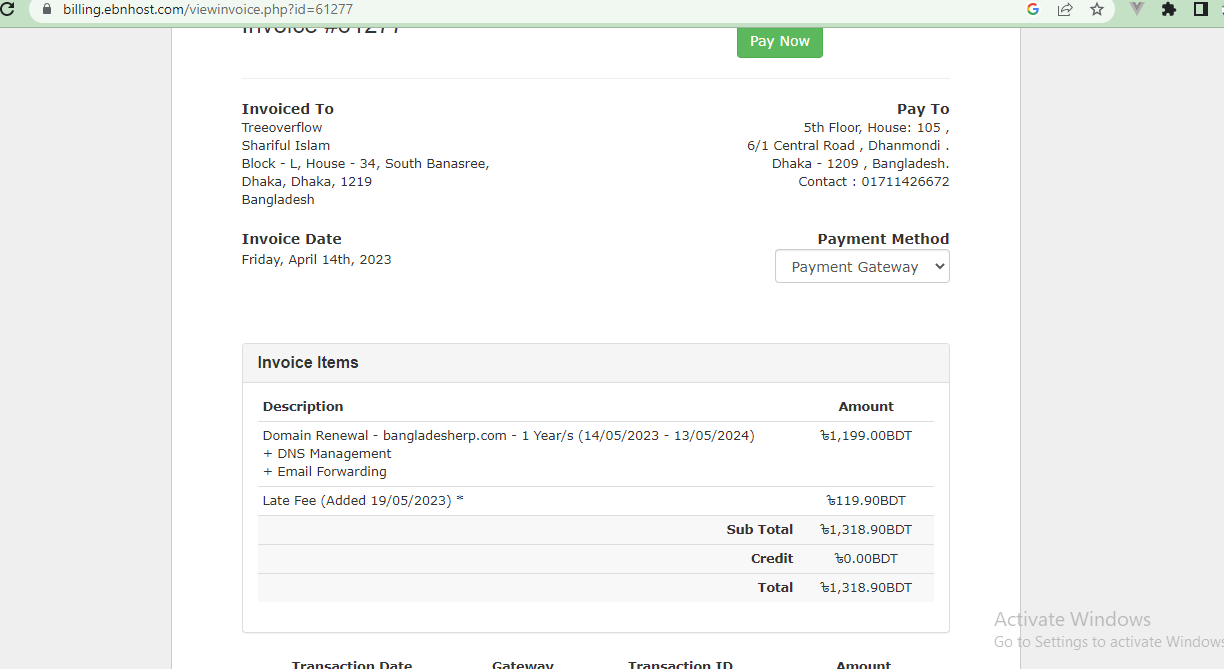 billing.ebnhost.com/viewinvoice.php?id=61277
Invoice #61277
Pay Now
Invoiced To
Treeoverflow
Shariful Islam
Block - L, House - 34, South Banasree,
Dhaka, Dhaka, 1219
Bangladesh
Pay To
5th Floor, House: 105 ,
6/1 Central Road , Dhanmondi .
Dhaka - 1209 , Bangladesh.
Contact : 01711426672
Invoice Date
Friday, April 14th, 2023
Payment Method
Payment Gateway
Invoice Items
Description Amount
Domain Renewal - bangladesherp.com - 1 Year/s (14/05/2023 - 13/05/2024) ৳1,199.00BDT
+ DNS Management
+ Email Forwarding
Late Fee (Added 19/05/2023) * ৳119.90BDT
Sub Total ৳1,318.90BDT
Credit ৳0.00BDT
Total ৳1,318.90BDT
Activate Windows
Go to Settings to activate Windows
Transaction Date Gateway Transaction ID Amount